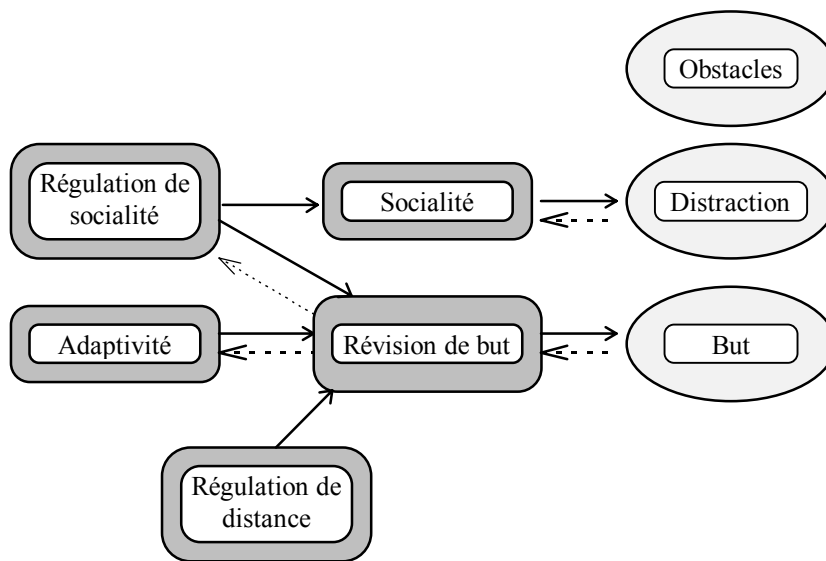 Obstacles
Régulation de
socialité
Socialité
Distraction
Adaptivité
Révision de but
But
Régulation de
distance